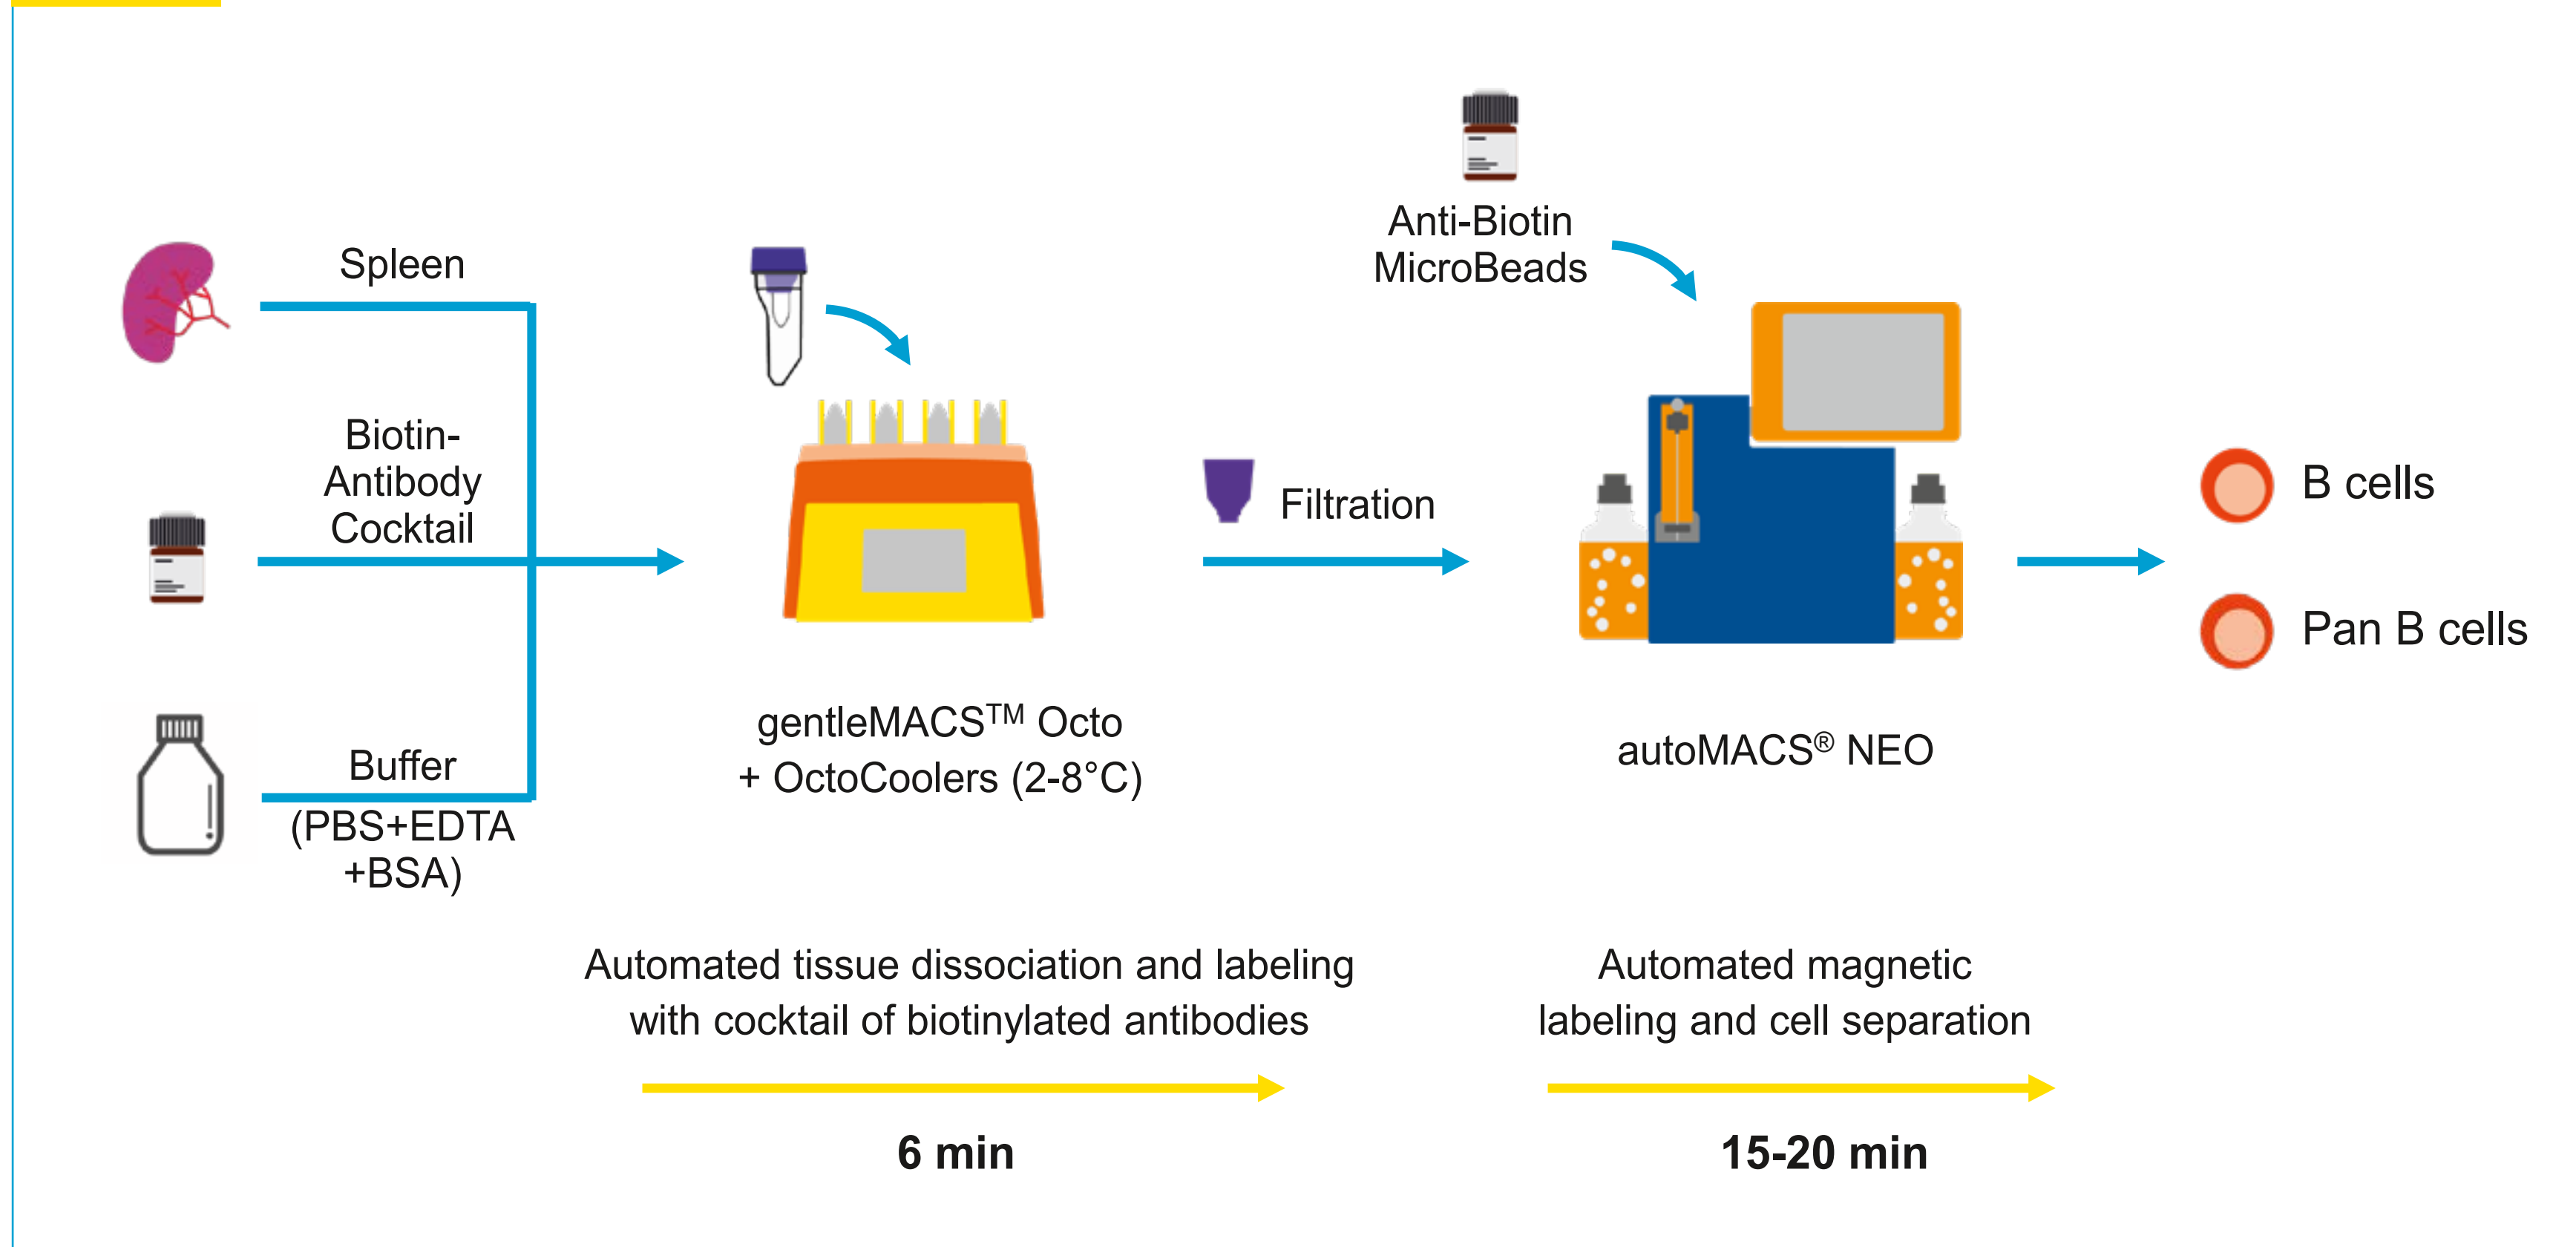 Spleen
Biotin-
Antibody
Cocktail
Buffer
(PBS+EDTA
+BSA)
gentleMACS™ Octo
+ OctoCoolers (2-8°C)
Filtration
Anti-Biotin
MicroBeads
autoMACS® NEO
B cells
Pan B cells
Automated tissue dissociation and labeling
with cocktail of biotinylated antibodies
6 min
Automated magnetic
labeling and cell separation
15-20 min